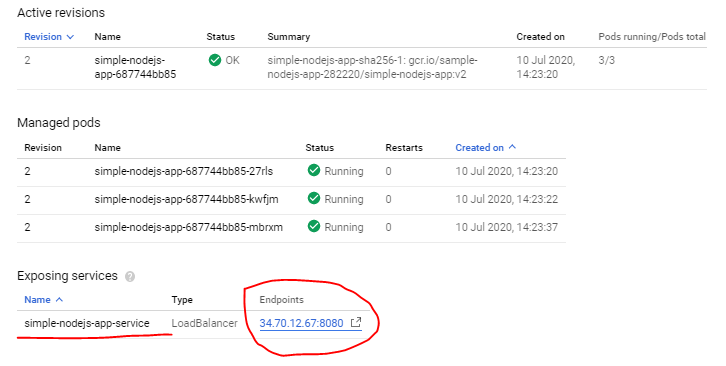 Active revisions
Revision Name Status Summary Created on Pods running/Pods total
2 simple-nodejs- OK simple-nodejs-app-sha256-1: gcr.io/sample- 10 Jul 2020, 3/3
app-687744bb85 nodejs-app-282220/simple-nodejs-app:v2 14:23:20
Managed pods
Revision Name Status Restarts Created on
2 simple-nodejs-app-687744bb85-27rls Running 0 10 Jul 2020, 14:23:20
2 simple-nodejs-app-687744bb85-kwfjm Running 0 10 Jul 2020, 14:23:22
2 simple-nodejs-app-687744bb85-mbrxm Running 0 10 Jul 2020, 14:23:37
Exposing services ?
Name Type Endpoints
simple-nodejs-app-service LoadBalancer 34.70.12.67:8080